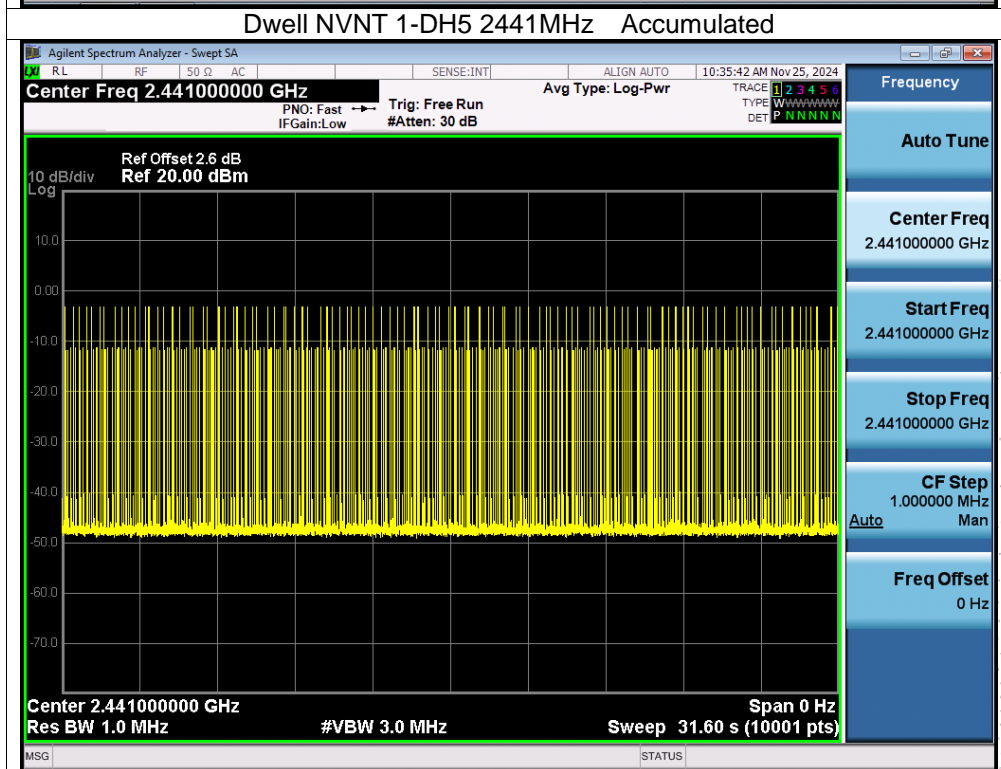 Dwell NVNT 1-DH5 2441MHz Accumulated
Agilent Spectrum Analyzer - Swept SA
LXI RL RF 50 Ω AC SENSE:INT ALIGN AUTO 10:35:42 AM Nov 25, 2024
Center Freq 2.441000000 GHz
PNO: Fast
IFGain:Low
Trig: Free Run
#Atten: 30 dB
Avg Type: Log-Pwr
TRACE 1 2 3 4 5 6
TYPE WWWWWWW
DET P N N N N N
Ref Offset 2.6 dB
10 dB/div Ref 20.00 dBm
Log
10.0
0.00
-10.0
-20.0
-30.0
-40.0
-50.0
-60.0
-70.0
Center 2.441000000 GHz Span 0 Hz
Res BW 1.0 MHz #VBW 3.0 MHz Sweep 31.60 s (10001 pts)
MSG STATUS
Frequency
Auto Tune
Center Freq
2.441000000 GHz
Start Freq
2.441000000 GHz
Stop Freq
2.441000000 GHz
CF Step
1.000000 MHz
Auto Man
Freq Offset
0 Hz